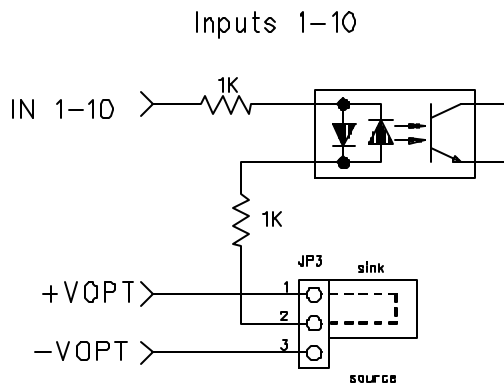 Inputs 1-10
1K
IN 1-10
1K
JP3
sink
+VOPT
1
2
-VOPT
3
source